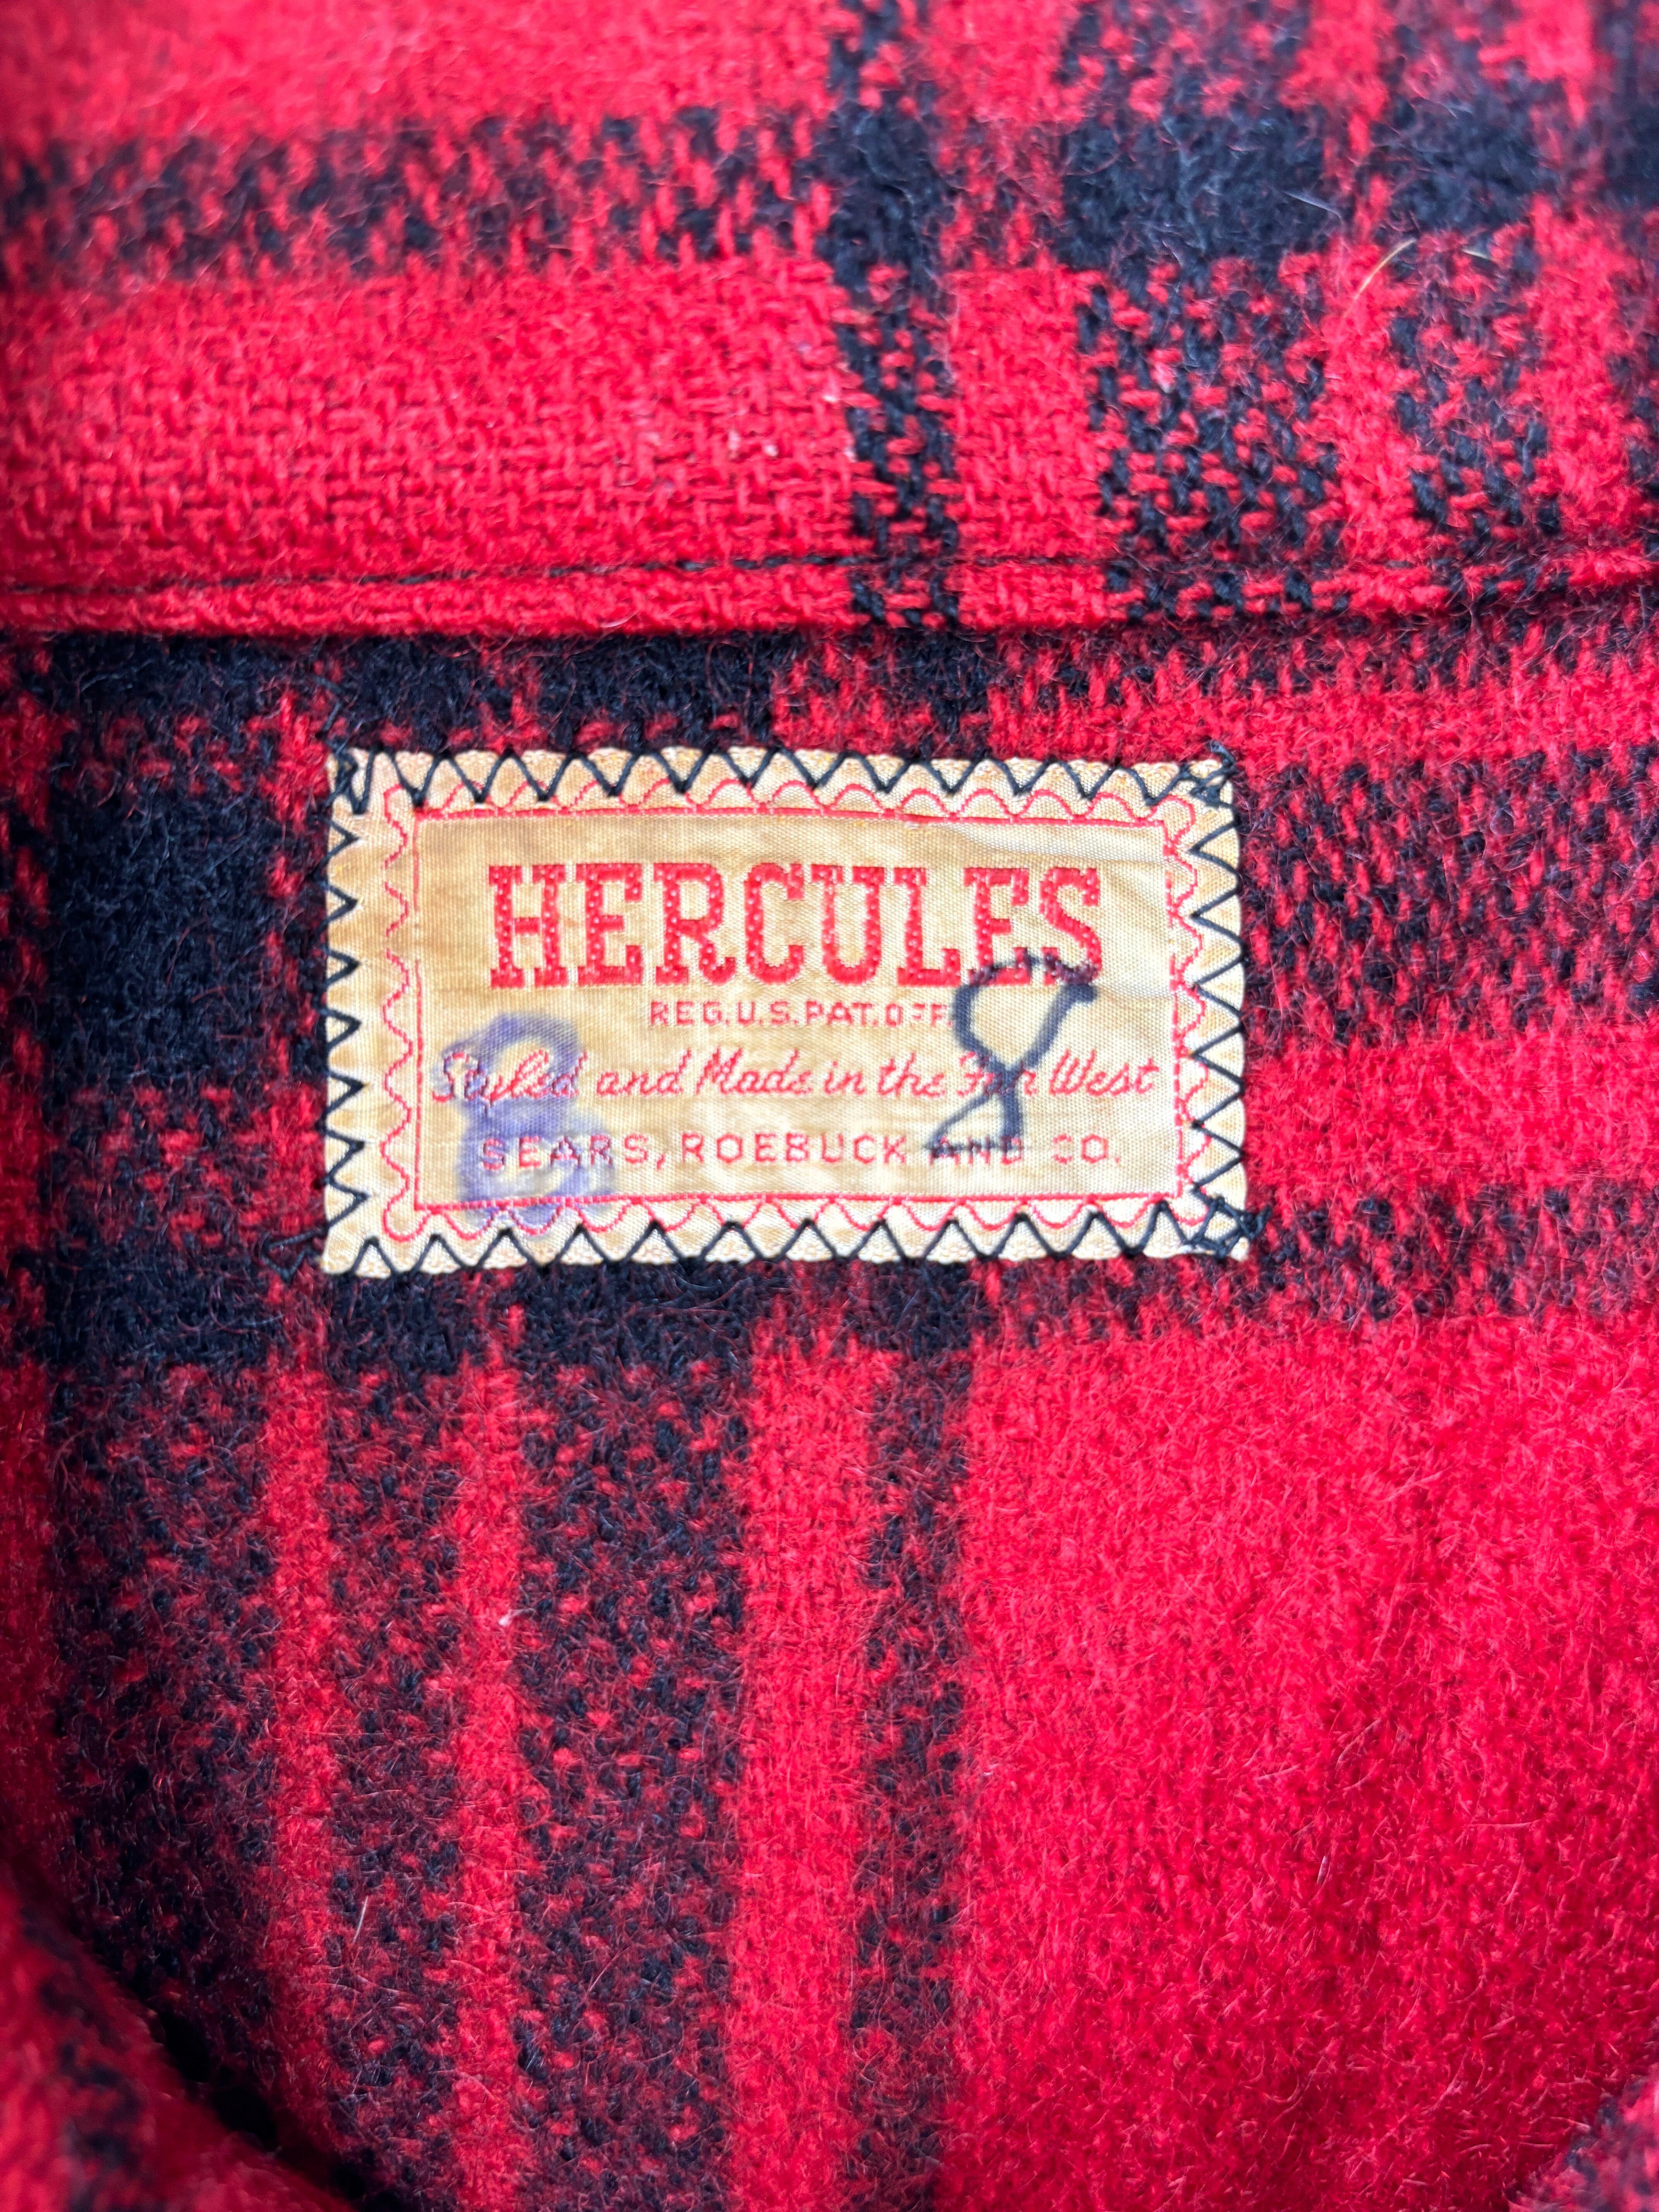 HERCULES
REG. U.S. PAT. OFF.
Styled and Made in the Far West
SEARS, ROEBUCK AND CO.